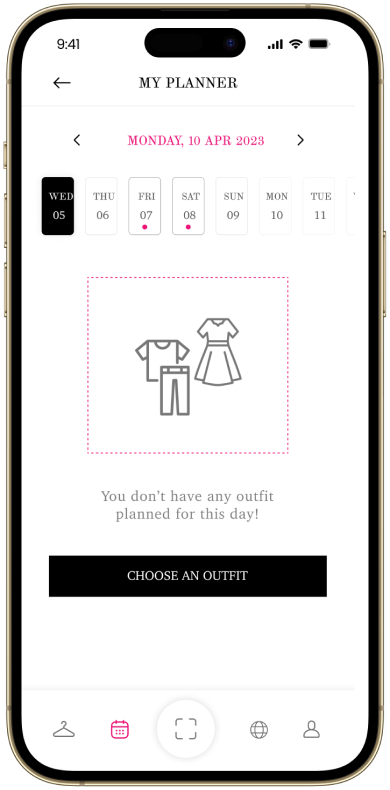 9:41
MY PLANNER
MONDAY, 10 APR 2023
WED THU FRI SAT SUN MON TUE
05 06 07 08 09 10 11
You don't have any outfit
planned for this day!
CHOOSE AN OUTFIT